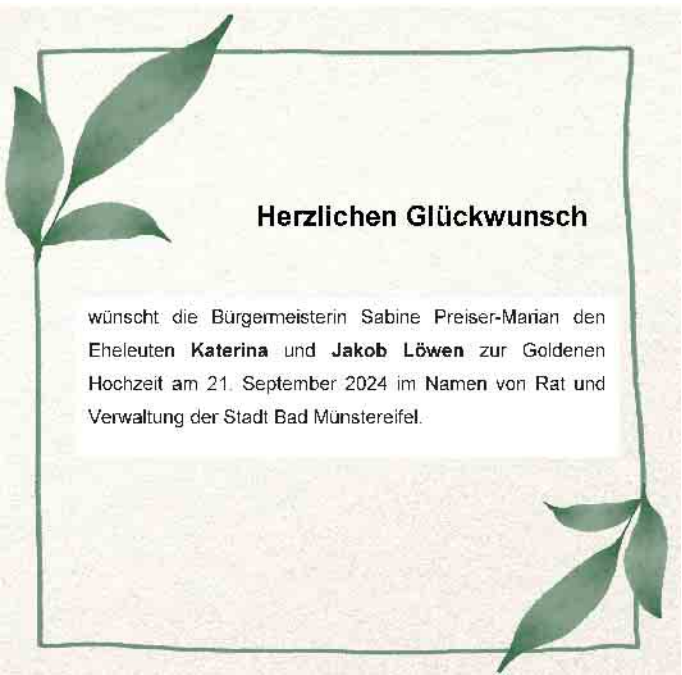 Herzlichen Glückwunsch
wünscht die Bürgermeisterin Sabine Preiser-Marian den
Eheleuten Katerina und Jakob Löwen zur Goldenen
Hochzeit am 21. September 2024 im Namen von Rat und
Verwaltung der Stadt Bad Münstereifel.